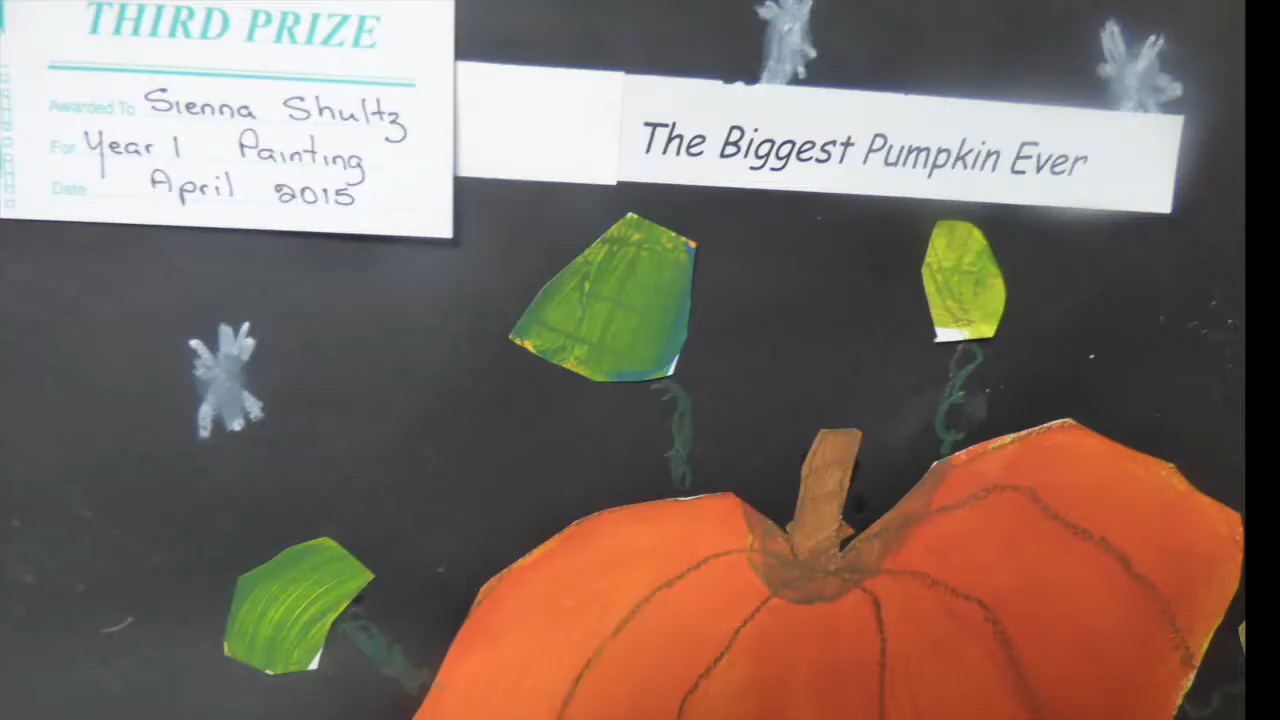 THIRD PRIZE
Awarded To Sienna Shultz
For Year 1 Painting
Date April 2015
The Biggest Pumpkin Ever